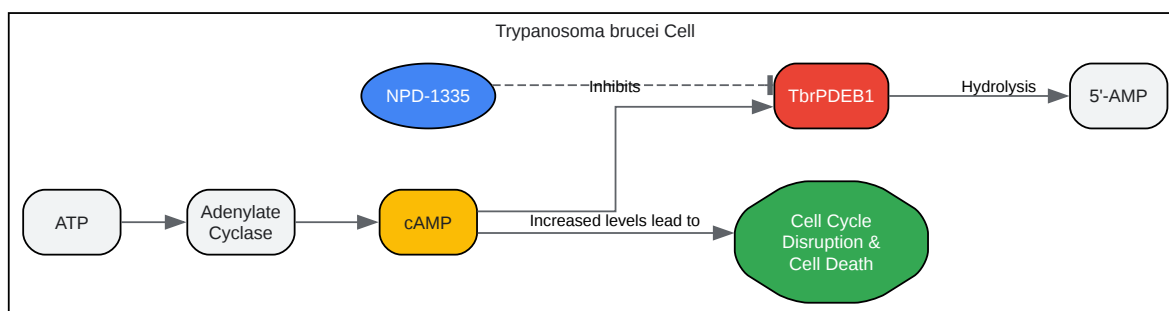 Trypanosoma brucei Cell
NPD-1335
Inhibits
TbrPDEB1
Hydrolysis
5'-AMP
ATP
Adenylate
Cyclase
cAMP
Increased levels lead to
Cell Cycle
Disruption &
Cell Death